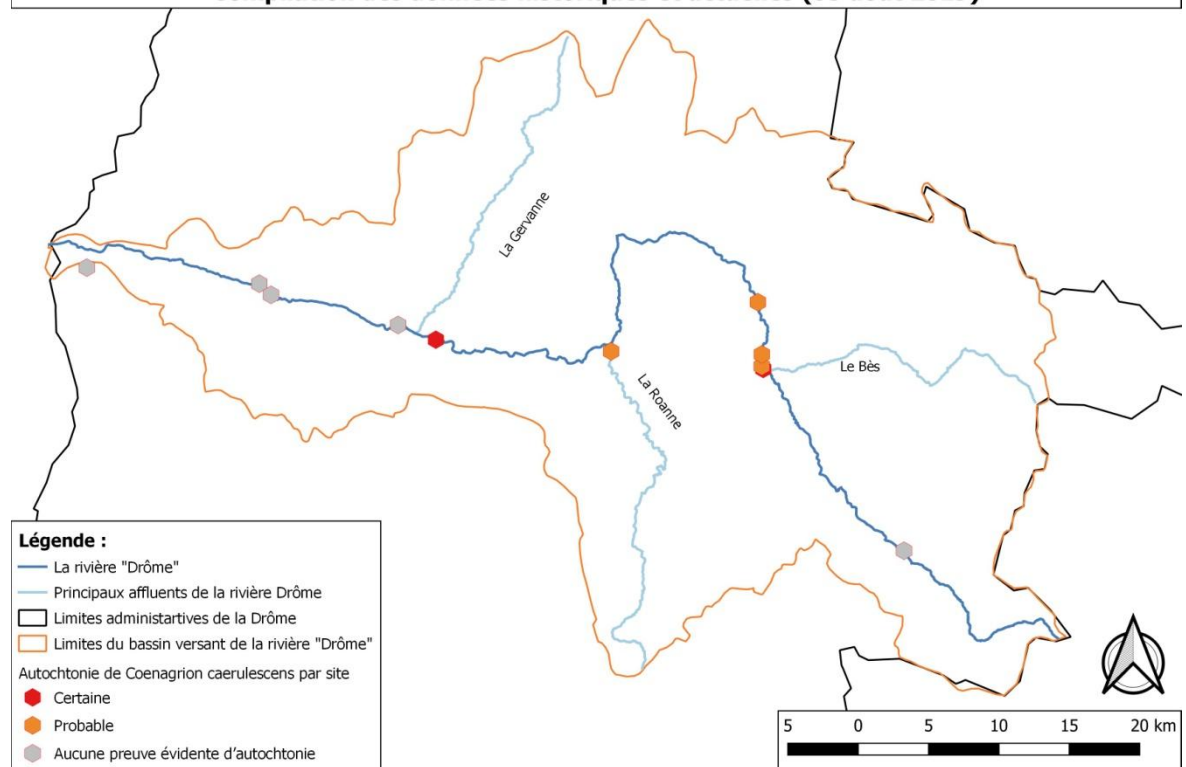 La Gervanne
La Roanne
Le Bès
Légende :
La rivière "Drôme"
Principaux affluents de la rivière Drôme
Limites administartives de la Drôme
Limites du bassin versant de la rivière "Drôme"
Autochtonie de Coenagrion caerulescens par site
Certaine
Probable
Aucune preuve évidente d'autochtonie
5 0 5 10 15 20 km